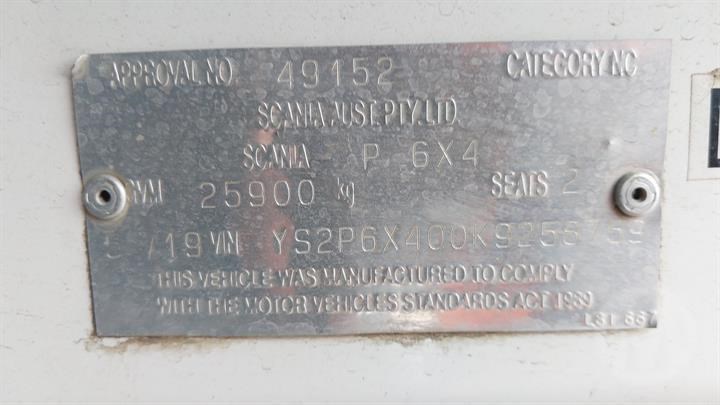 APPROVAL NO. 49152 CATEGORY NC
SCANIA AUST. PTY. LTD.
SCANIA P 6X4
GVM 25900 kg SEATS 2
/19 VIN
THIS VEHICLE WAS MANUFACTURED TO COMPLY
WITH THE MOTOR VEHICLES STANDARDS ACT 1989